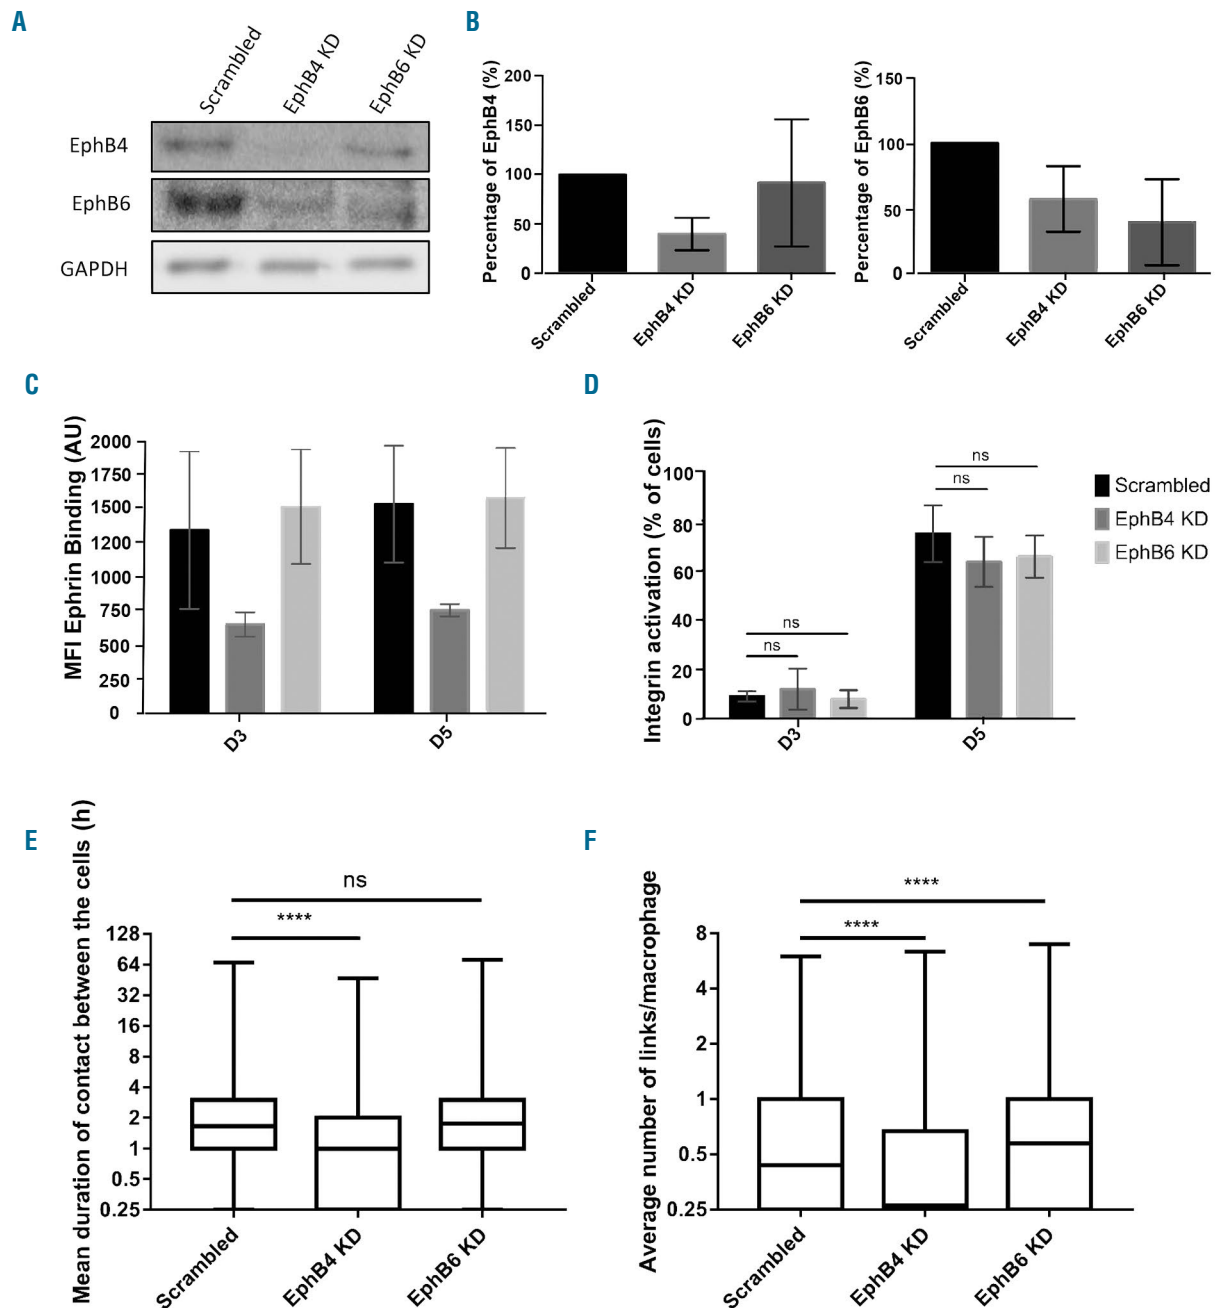 A
Scrambled
EphB4 KD
EphB6 KD
EphB4
EphB6
GAPDH
B
Percentage of EphB4 (%)
200
150
100
50
0
Scrambled
EphB4 KD
EphB6 KD
Percentage of EphB6 (%)
150
100
50
0
Scrambled
EphB4 KD
EphB6 KD
C
MFI Ephrin Binding (AU)
2000
1750
1500
1200
1000
750
500
250
0
D3
D5
D
Integrin activation (% of cells)
100
80
60
40
20
0
ns
ns
ns
ns
D3
D5
Scrambled
EphB4 KD
EphB6 KD
E
Mean duration of contact between the cells (h)
ns
****
128
64
32
16
8
4
2
1
0.5
0.25
Scrambled
EphB4 KD
EphB6 KD
F
Average number of links/macrophage
****
****
8
4
2
1
0.5
0.25
Scrambled
EphB4 KD
EphB6 KD